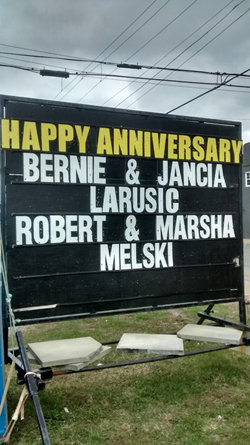 HAPPY ANNIVERSARY
BERNIE & JANCIA
LARUSIC
ROBERT & MARSHA
MELSKI